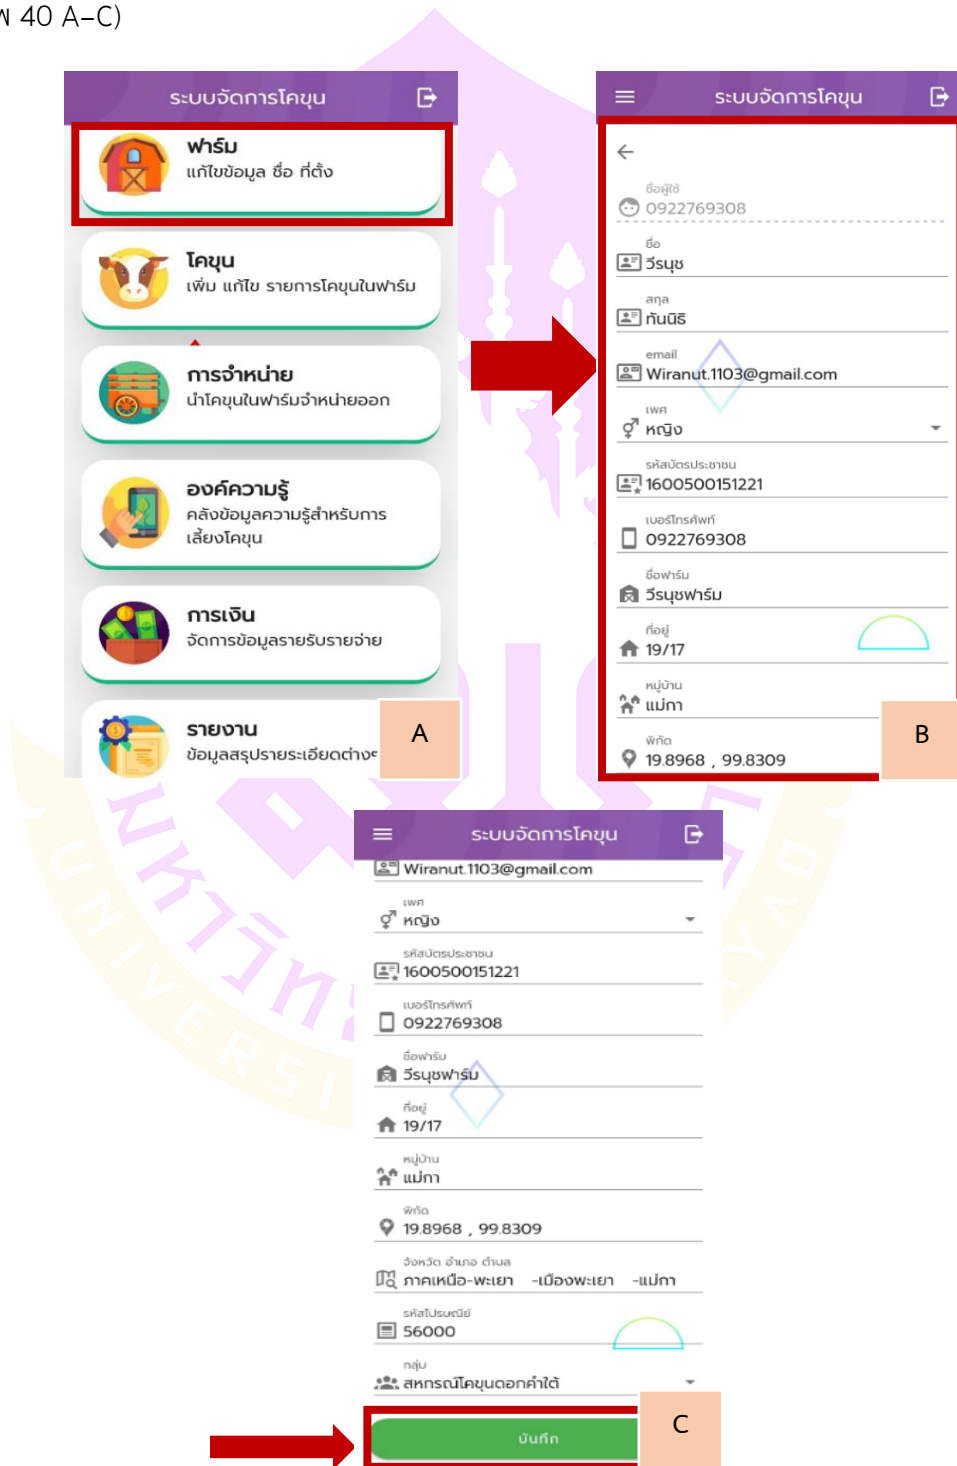 พ 40 A-C)
ระบบจัดการโคขุน
ฟาร์ม
แก้ไขข้อมูล ชื่อ ที่ตั้ง
โคขุน
เพิ่ม แก้ไข รายการโคขุนในฟาร์ม
การจำหน่าย
นำโคขุนในฟาร์มจำหน่ายออก
องค์ความรู้
คลังข้อมูลความรู้สำหรับการ
เลี้ยงโคขุน
การเงิน
จัดการข้อมูลรายรับรายจ่าย
รายงาน
ข้อมูลสรุปรายระเอียดต่างๆ
A
ระบบจัดการโคขุน
ชื่อผู้ใช้
0922769308
ชื่อ
วีรนุช
สกุล
ทันนิธิ
email
Wiranut.1103@gmail.com
เพศ
หญิง
รหัสบัตรประชาชน
1600500151221
เบอร์โทรศัพท์
0922769308
ชื่อฟาร์ม
วีรนุชฟาร์ม
ที่อยู่
19/17
หมู่บ้าน
แม่กา
พิกัด
19.8968 , 99.8309
B
ระบบจัดการโคขุน
Wiranut.1103@gmail.com
เพศ
หญิง
รหัสบัตรประชาชน
1600500151221
เบอร์โทรศัพท์
0922769308
ชื่อฟาร์ม
วีรนุชฟาร์ม
ที่อยู่
19/17
หมู่บ้าน
แม่กา
พิกัด
19.8968 , 99.8309
จังหวัด อำเภอ ตำบล
ภาคเหนือ-พะเยา -เมืองพะเยา -แม่กา
รหัสไปรษณีย์
56000
กลุ่ม
สหกรณ์โคขุนดอกคำใต้
บันทึก
C